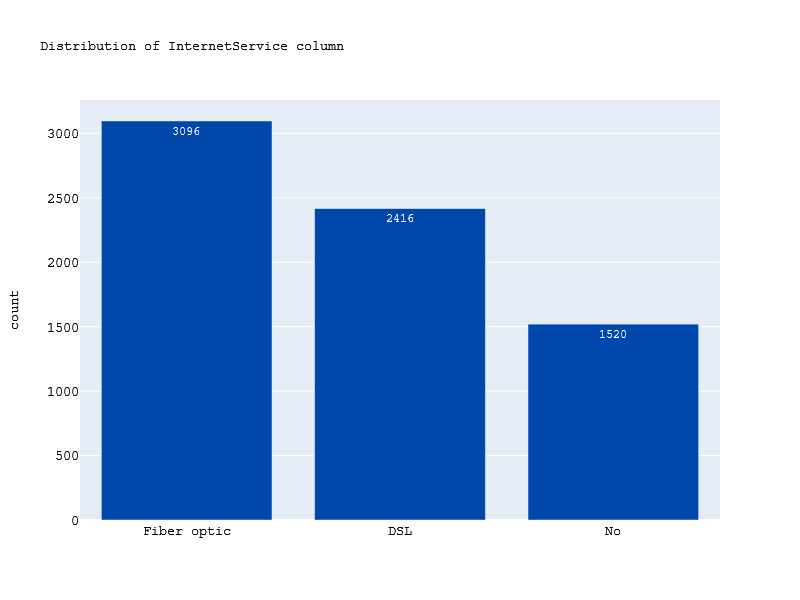 Distribution of InternetService column
3000
2500
2000
1500
1000
500
0
count
3096
2416
1520
Fiber optic
DSL
No